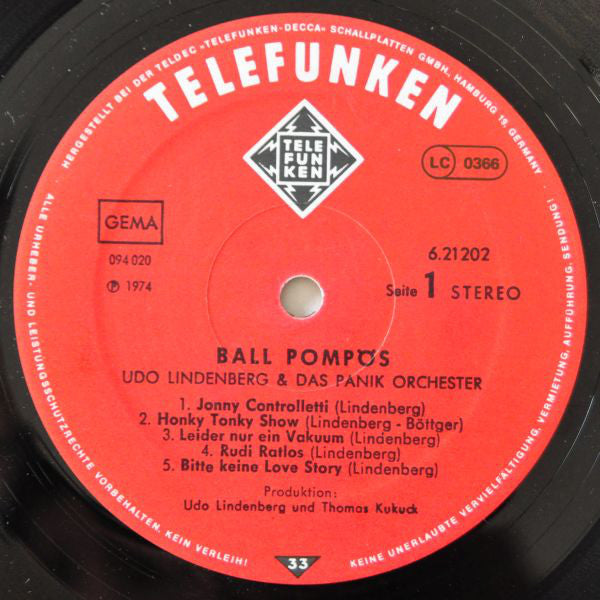 HERGESTELLT BEI DER TELDEC »TELEFUNKEN-DECCA« SCHALLPLATTEN GMBH, HAMBURG 19, GERMANY
TELEFUNKEN
TELE
FUN
KEN
LC 0366
GEMA
094 020
℗ 1974
6.21202
Seite 1 STEREO
BALL POMPÖS
UDO LINDENBERG & DAS PANIK ORCHESTER
1. Jonny Controlletti (Lindenberg)
2. Honky Tonky Show (Lindenberg - Böttger)
3. Leider nur ein Vakuum (Lindenberg)
4. Rudi Ratlos (Lindenberg)
5. Bitte keine Love Story (Lindenberg)
Produktion:
Udo Lindenberg und Thomas Kukuck
33
ALLE URHEBER- UND LEISTUNGSSCHUTZRECHTE VORBEHALTEN, KEIN VERLEIH!
KEINE UNERLAUBTE VERVIELFÄLTIGUNG, VERMIETUNG, AUFFÜHRUNG, SENDUNG!